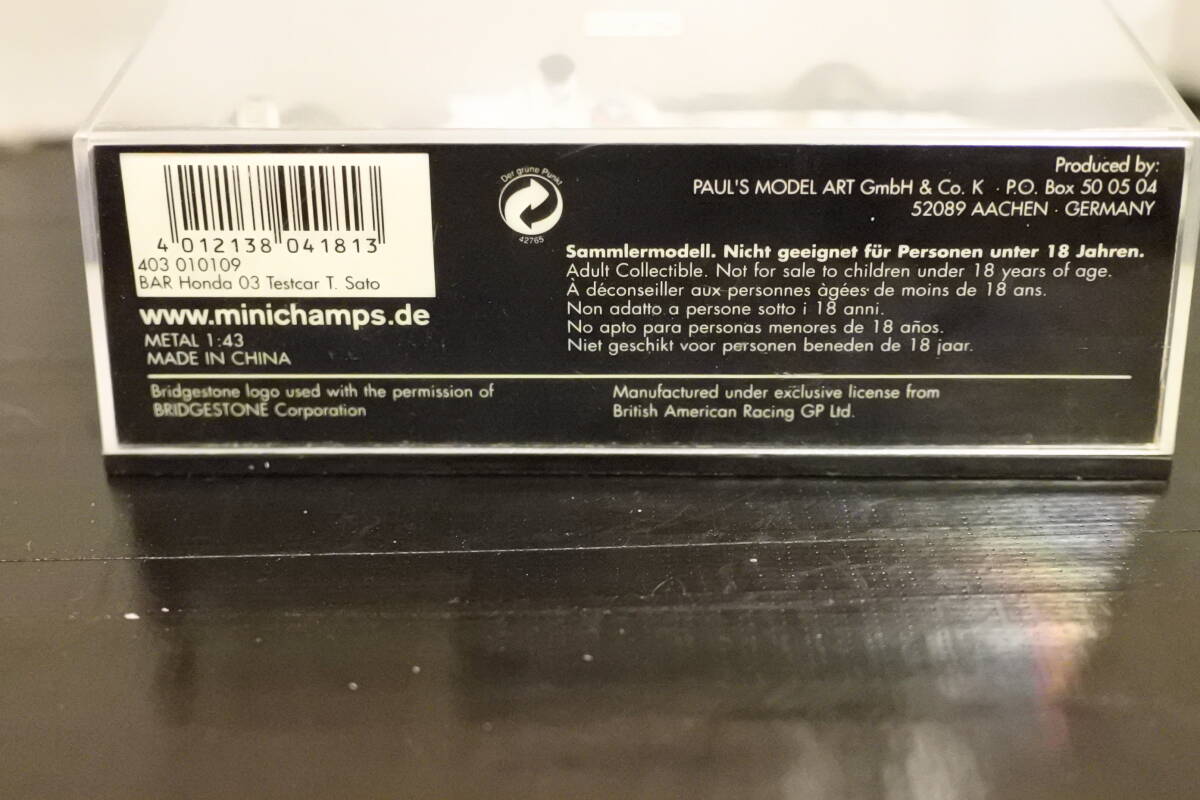 4 012138 041813
403 010109
BAR Honda 03 Testcar T. Sato
www.minichamps.de
METAL 1:43
MADE IN CHINA
Der grüne Punkt
42765
Produced by:
PAUL'S MODEL ART GmbH & Co. K · P.O. Box 50 05 04
52089 AACHEN · GERMANY
Sammlermodell. Nicht geeignet für Personen unter 18 Jahren.
Adult Collectible. Not for sale to children under 18 years of age.
À déconseiller aux personnes àgées de moins de 18 ans.
Non adatto a persone sotto i 18 anni.
No apto para personas menores de 18 años.
Niet geschikt voor personen beneden de 18 jaar.
Bridgestone logo used with the permission of
BRIDGESTONE Corporation
Manufactured under exclusive license from
British American Racing GP Ltd.